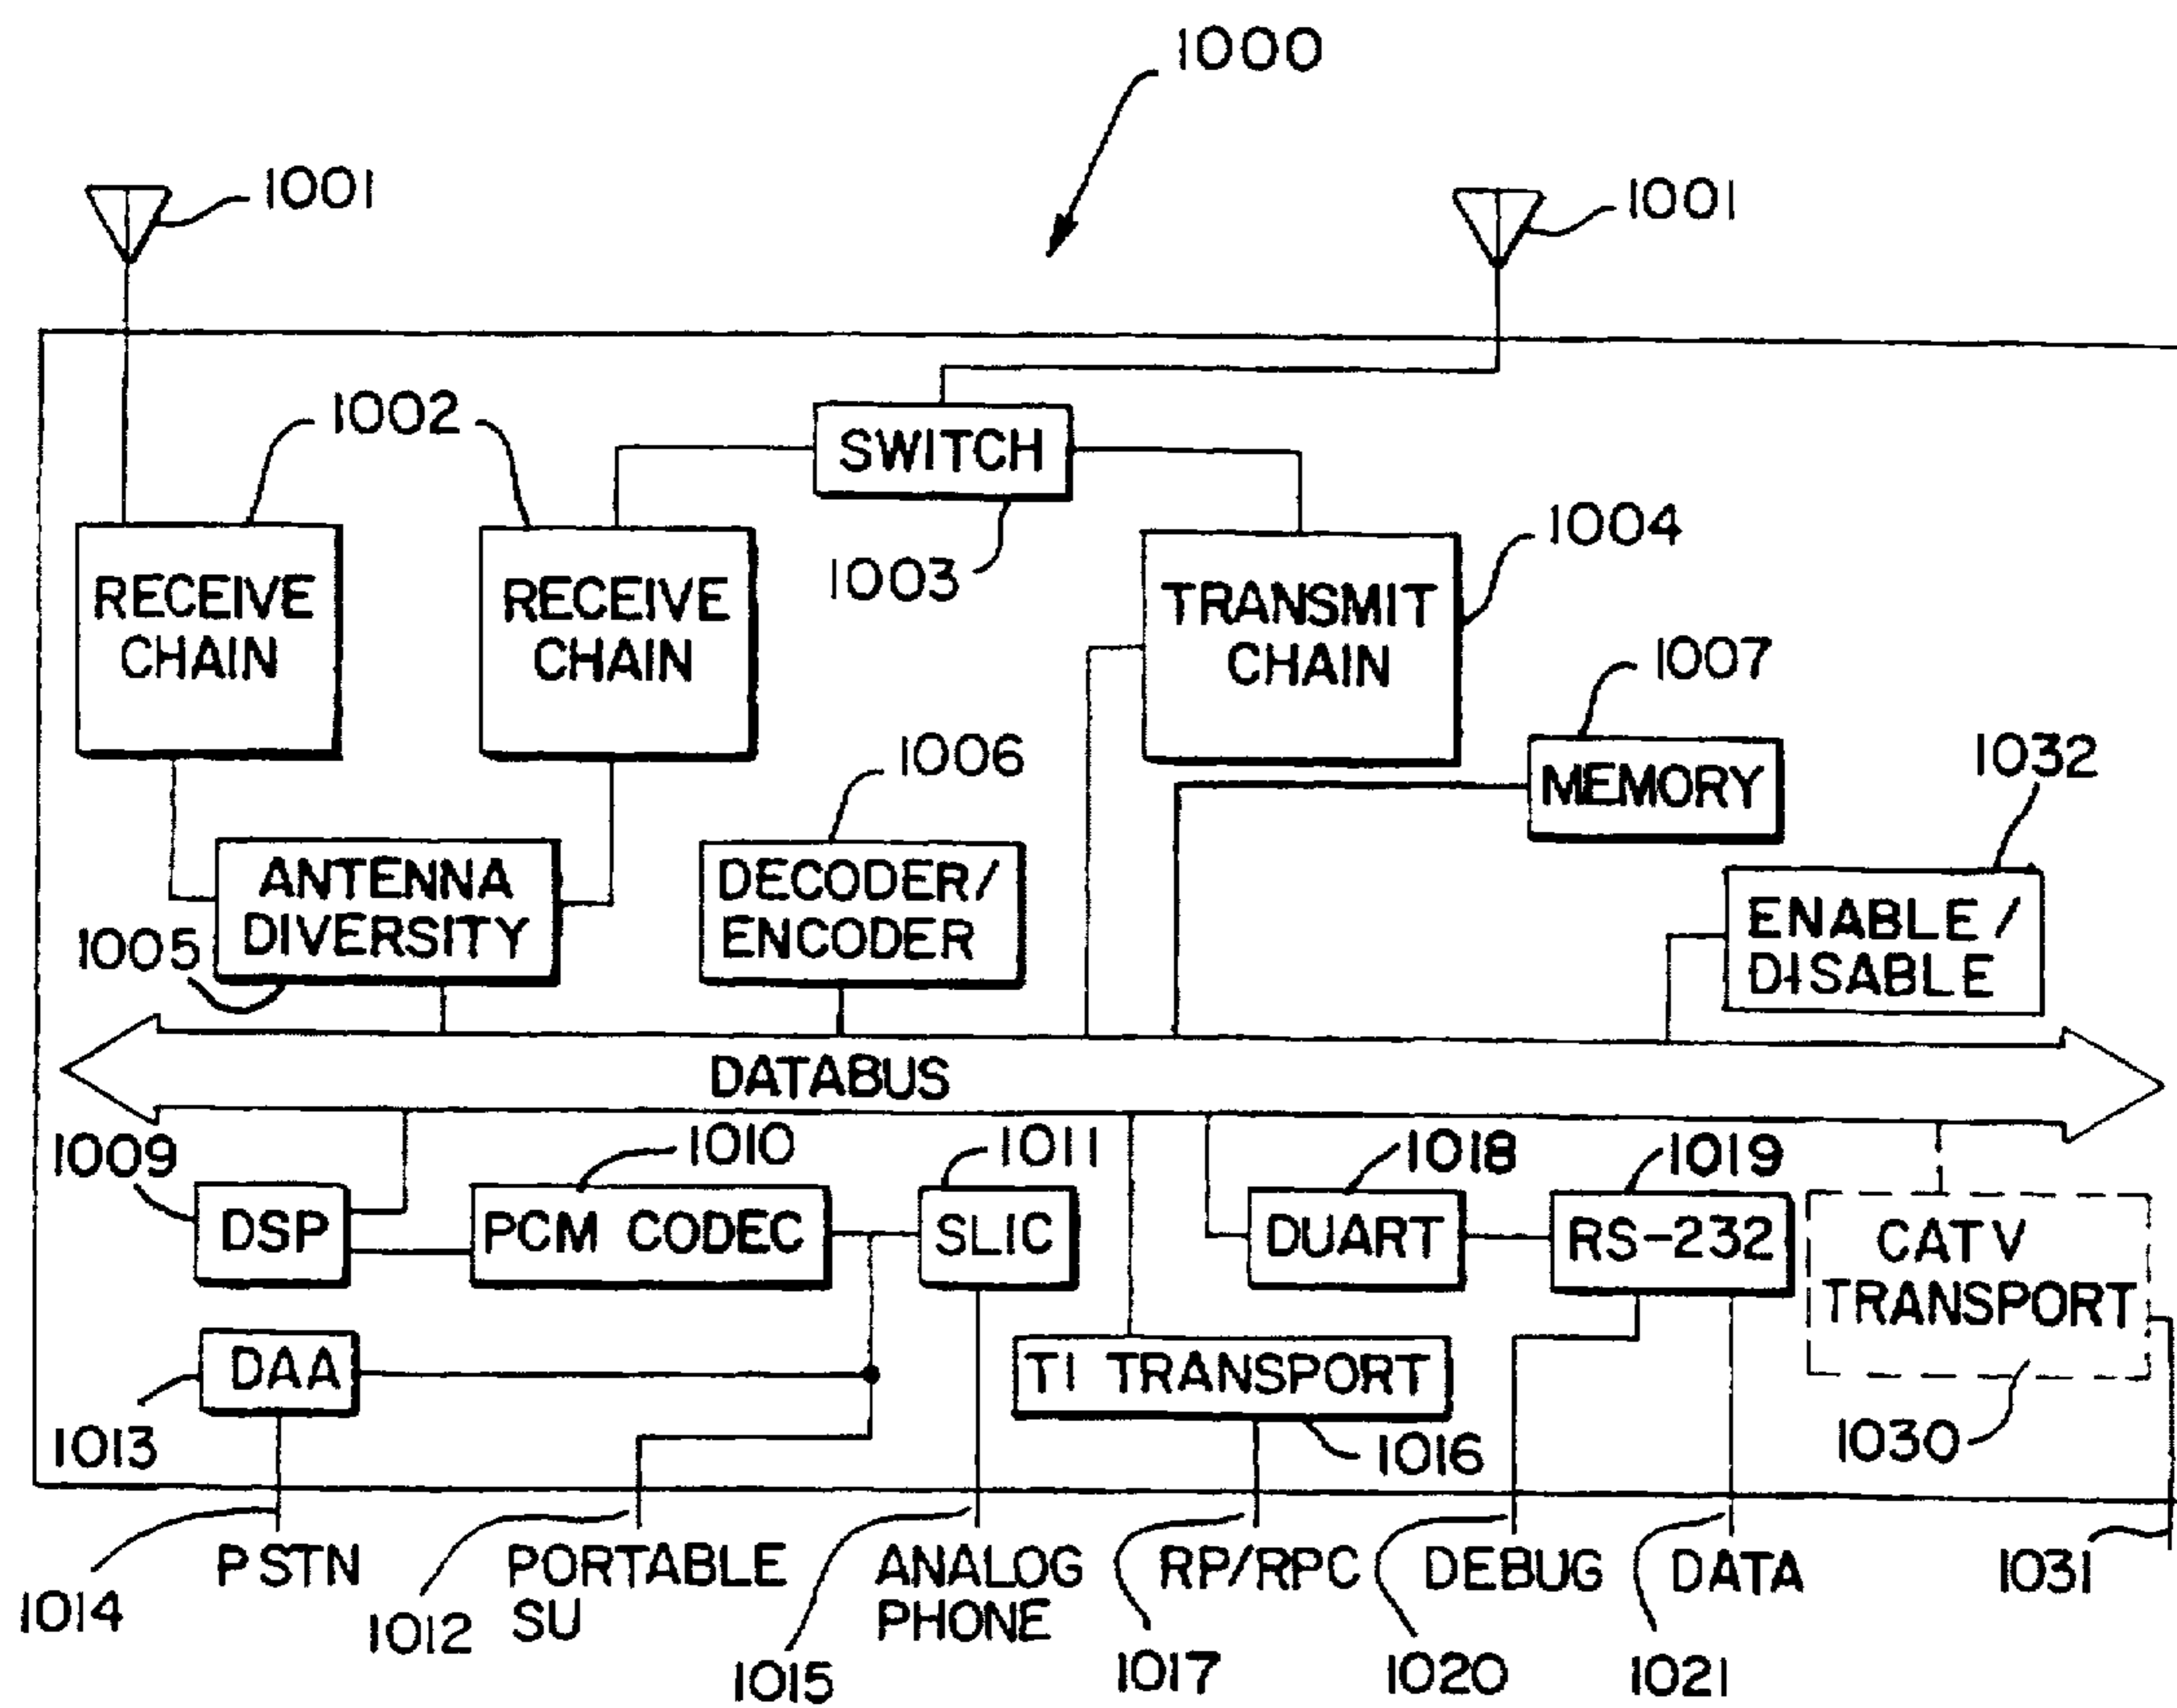 1000
1001
1001
1002
SWITCH
1003
1004
RECEIVE
CHAIN
RECEIVE
CHAIN
TRANSMIT
CHAIN
1007
MEMORY
1006
1032
ANTENNA
DIVERSITY
1005
DECODER/
ENCODER
ENABLE/
DISABLE
DATABUS
1009
1010
1011
1018
1019
DSP
PCM CODEC
SLIC
DUART
RS-232
CATV
TRANSPORT
DAA
T1 TRANSPORT
1013
1016
1030
PSTN
PORTABLE
SU
ANALOG
PHONE
RP/RPC
DEBUG
DATA
1031
1014
1012
1015
1017
1020
1021